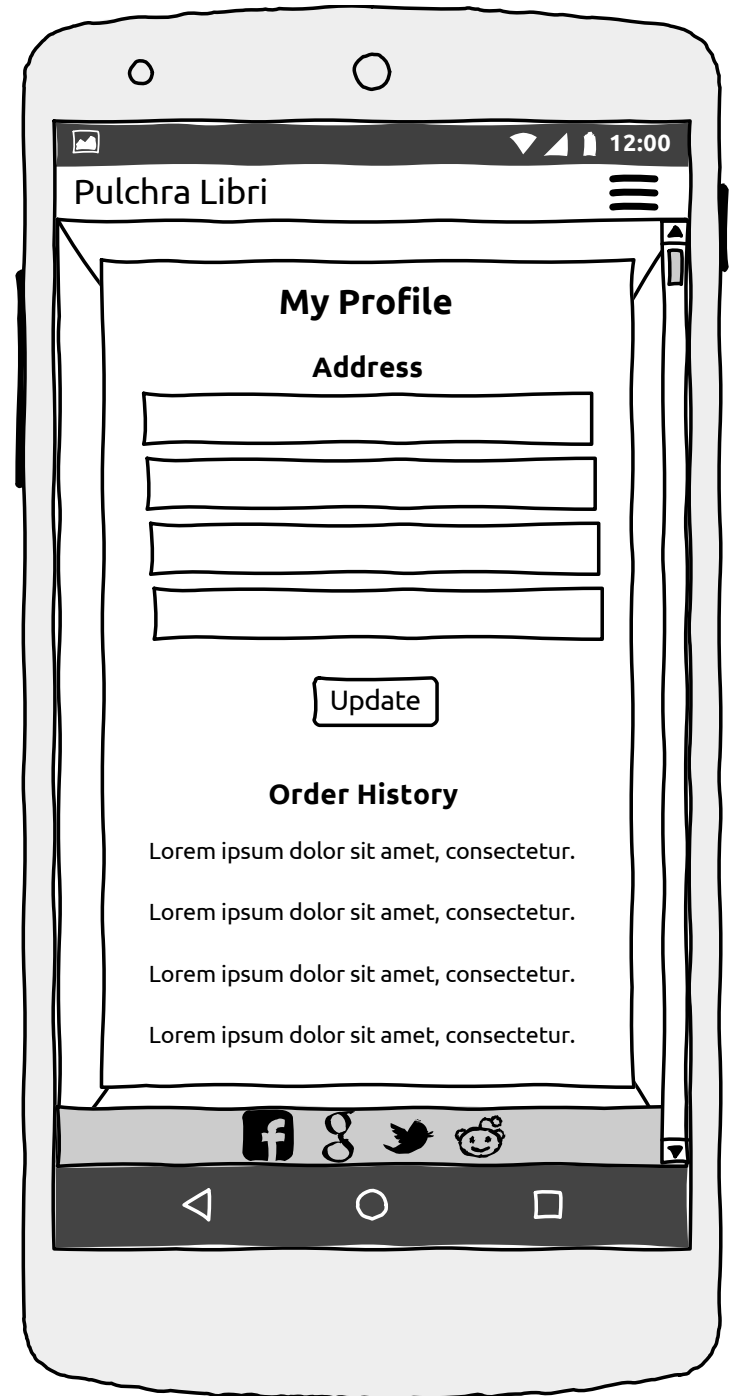 12:00
Pulchra Libri
My Profile
Address
Update
Order History
Lorem ipsum dolor sit amet, consectetur.
Lorem ipsum dolor sit amet, consectetur.
Lorem ipsum dolor sit amet, consectetur.
Lorem ipsum dolor sit amet, consectetur.